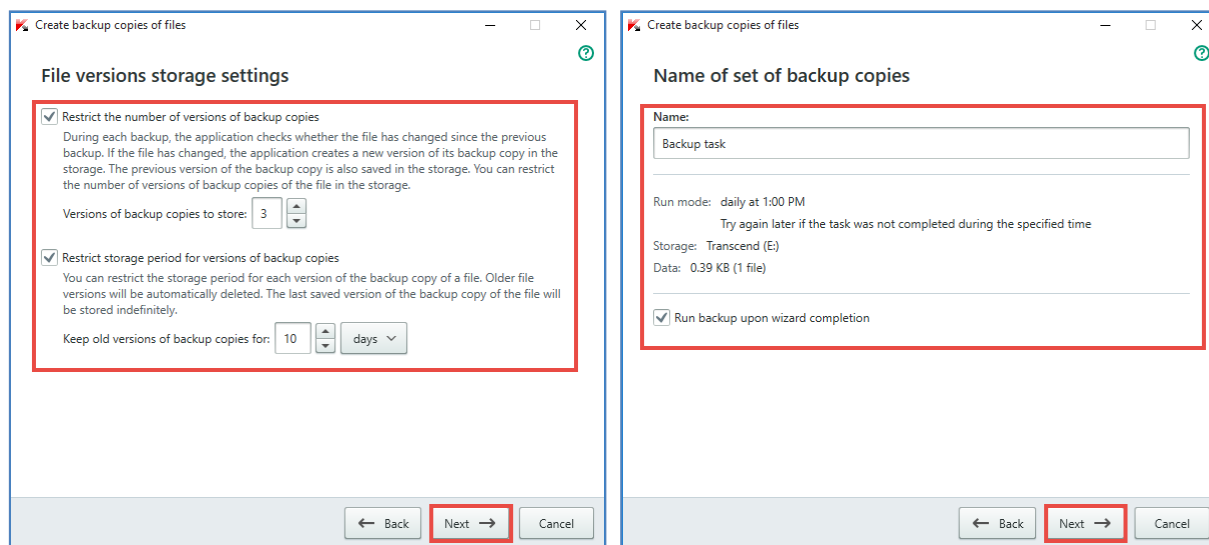 Create backup copies of files
File versions storage settings
Restrict the number of versions of backup copies
During each backup, the application checks whether the file has changed since the previous
backup. If the file has changed, the application creates a new version of its backup copy in the
storage. The previous version of the backup copy is also saved in the storage. You can restrict
the number of versions of backup copies of the file in the storage.
Versions of backup copies to store: 3
Restrict storage period for versions of backup copies
You can restrict the storage period for each version of the backup copy of a file. Older file
versions will be automatically deleted. The last saved version of the backup copy of the file will
be stored indefinitely.
Keep old versions of backup copies for: 10 days
Back Next Cancel
Create backup copies of files
Name of set of backup copies
Name:
Backup task
Run mode: daily at 1:00 PM
Try again later if the task was not completed during the specified time
Storage: Transcend (E:)
Data: 0.39 KB (1 file)
Run backup upon wizard completion
Back Next Cancel